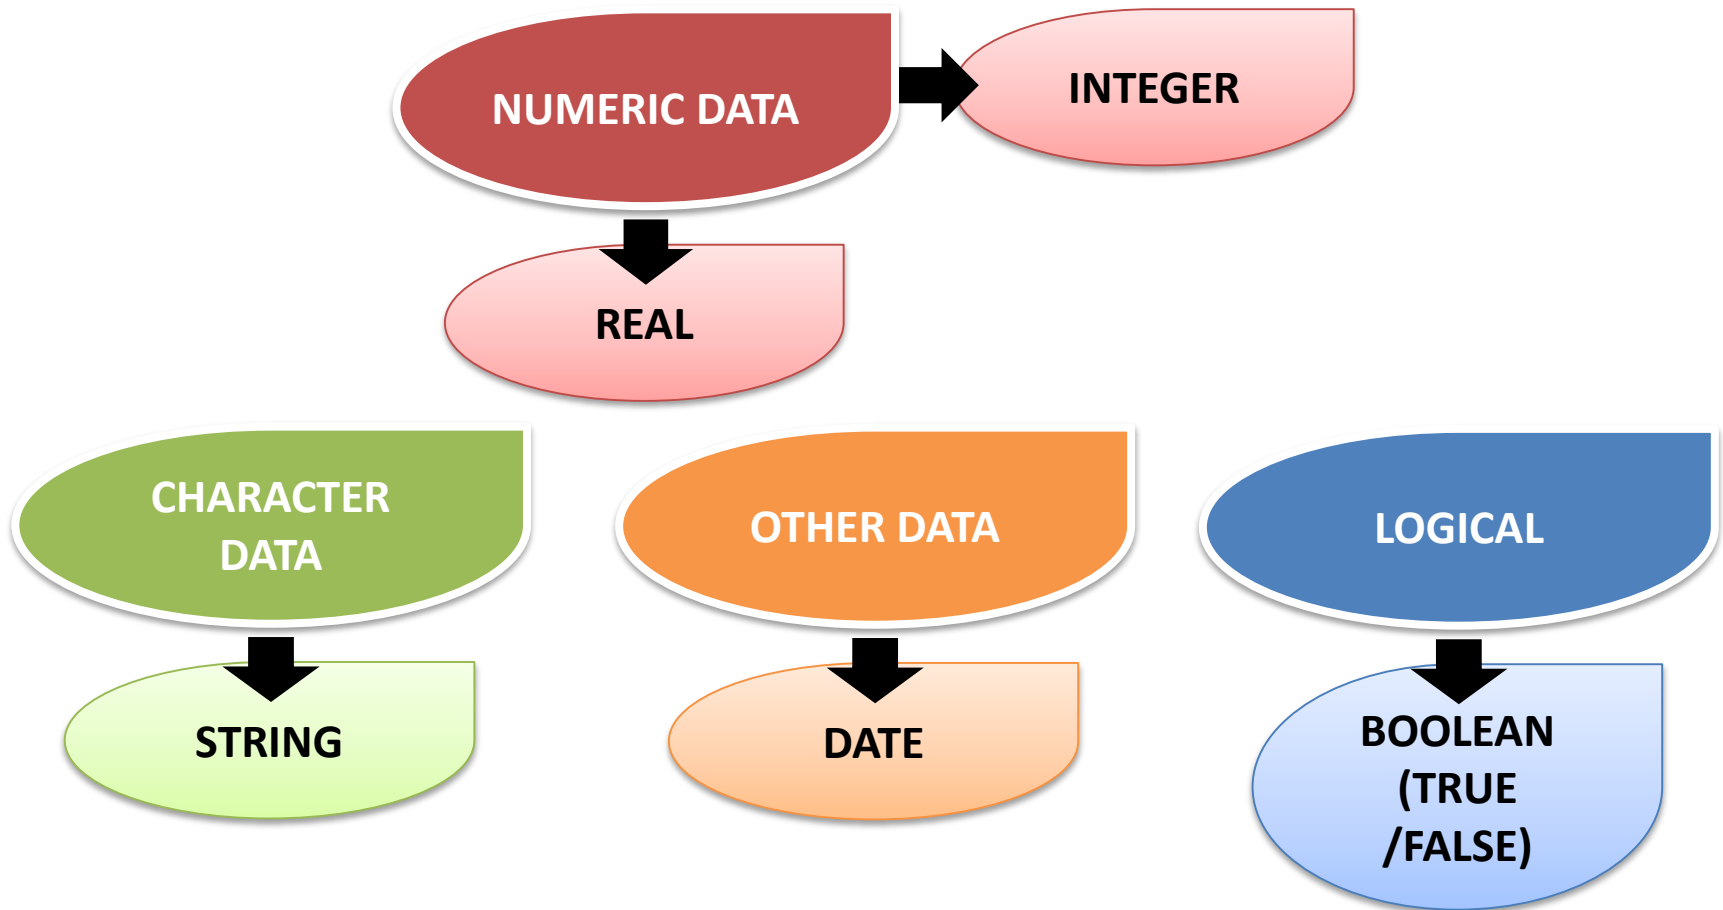 NUMERIC DATA
INTEGER
REAL
CHARACTER
DATA
STRING
OTHER DATA
DATE
LOGICAL
BOOLEAN
(TRUE
/FALSE)